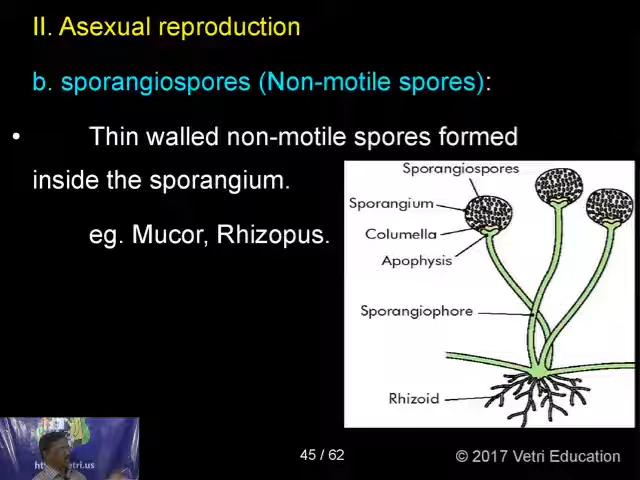 II. Asexual reproduction
b. sporangiospores (Non-motile spores):
• Thin walled non-motile spores formed
inside the sporangium.
eg. Mucor, Rhizopus.
Sporangiospores
Sporangium
Columella
Apophysis
Sporangiophore
Rhizoid
45 / 62
© 2017 Vetri Education